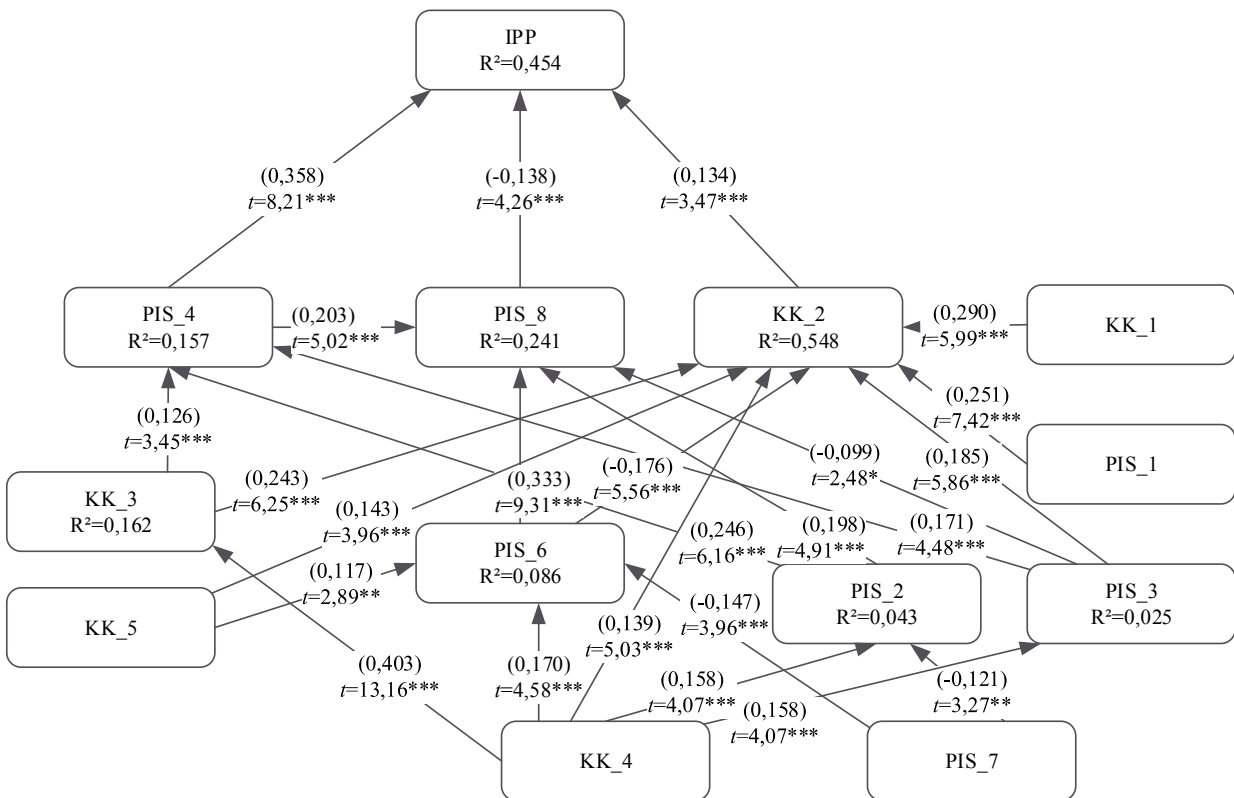 IPP
R²=0,454
(0,358)
t=8,21***
(-0,138)
t=4,26***
(0,134)
t=3,47***
PIS_4
R²=0,157
(0,203)
t=5,02***
PIS_8
R²=0,241
KK_2
R²=0,548
(0,290)
t=5,99***
KK_1
(0,126)
t=3,45***
(0,251)
t=7,42***
PIS_1
KK_3
R²=0,162
(0,243)
t=6,25***
(0,143)
t=3,96***
(0,333)
t=9,31***
(-0,176)
t=5,56***
(-0,099)
t=2,48*
(0,185)
t=5,86***
(0,246)
t=6,16***
(0,198)
t=4,91***
(0,171)
t=4,48***
PIS_6
R²=0,086
PIS_2
R²=0,043
PIS_3
R²=0,025
KK_5
(0,117)
t=2,89**
(-0,147)
t=3,96***
(0,403)
t=13,16***
(0,170)
t=4,58***
(0,139)
t=5,03***
(0,158)
t=4,07***
(0,158)
t=4,07***
(-0,121)
t=3,27**
KK_4
PIS_7